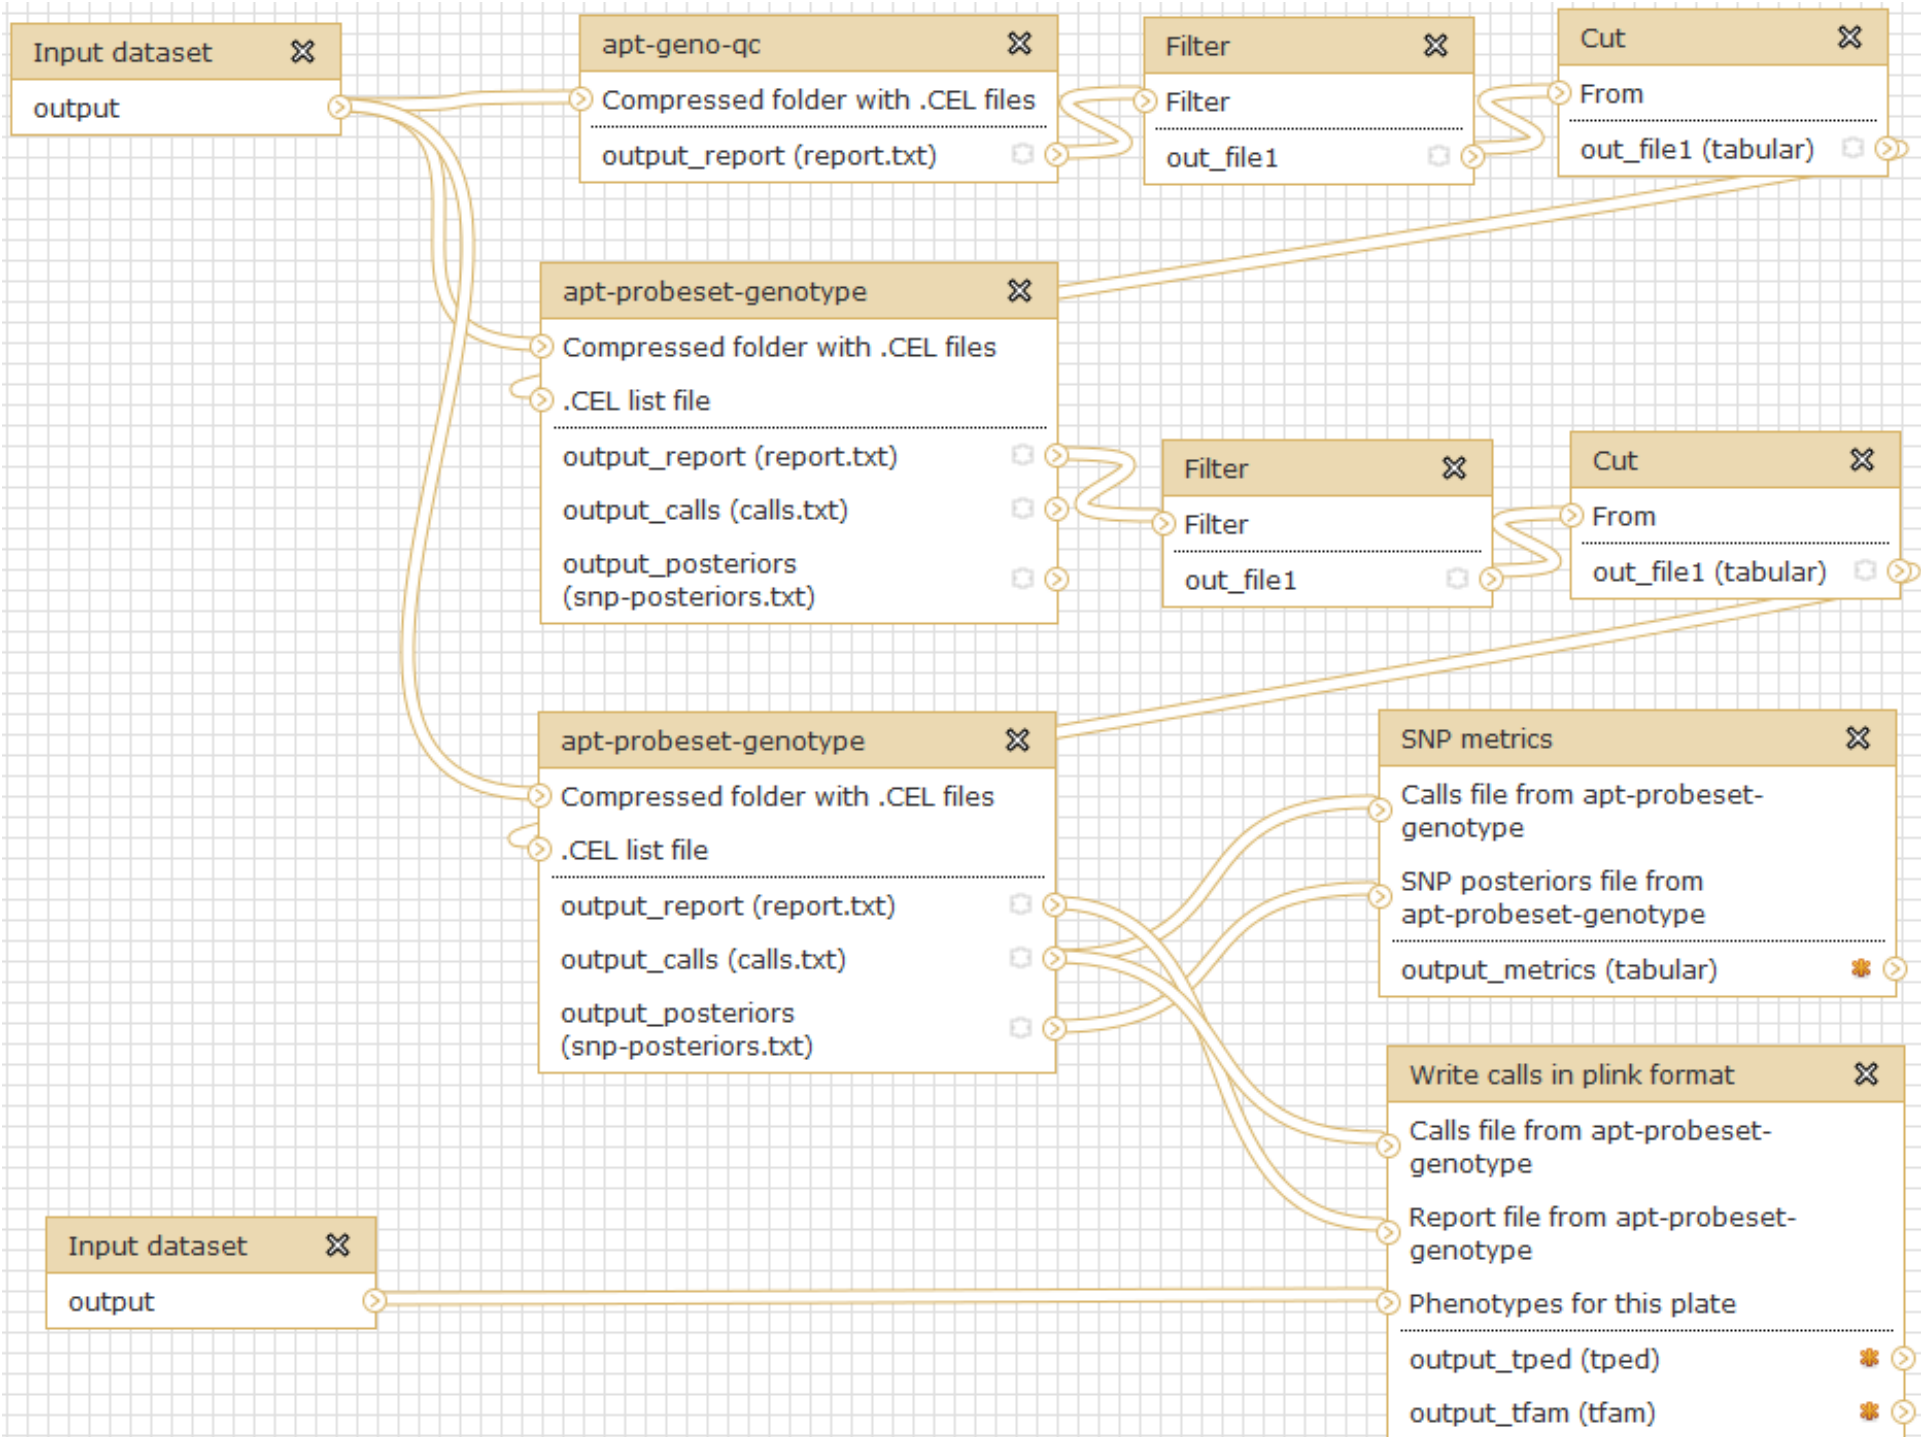 Input dataset
output
apt-geno-qc
Compressed folder with .CEL files
output_report (report.txt)
Filter
Filter
out_file1
Cut
From
out_file1 (tabular)
apt-probeset-genotype
Compressed folder with .CEL files
.CEL list file
output_report (report.txt)
output_calls (calls.txt)
output_posteriors
(snp-posteriors.txt)
Filter
Filter
out_file1
Cut
From
out_file1 (tabular)
apt-probeset-genotype
Compressed folder with .CEL files
.CEL list file
output_report (report.txt)
output_calls (calls.txt)
output_posteriors
(snp-posteriors.txt)
SNP metrics
Calls file from apt-probeset-
genotype
SNP posteriors file from
apt-probeset-genotype
output_metrics (tabular)
Write calls in plink format
Calls file from apt-probeset-
genotype
Report file from apt-probeset-
genotype
Phenotypes for this plate
output_tped (tped)
output_tfam (tfam)
Input dataset
output